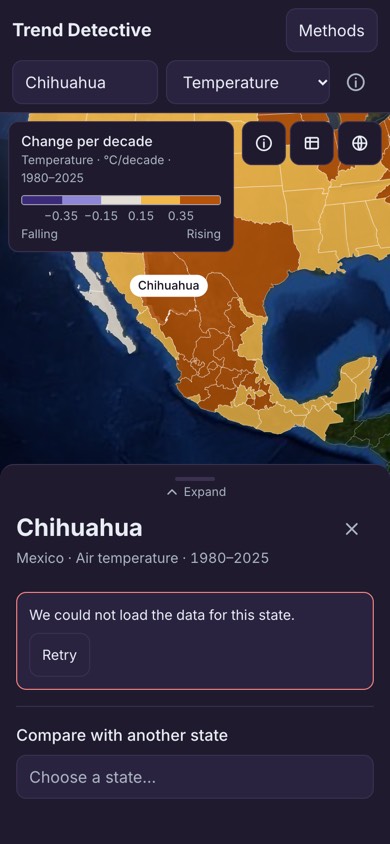 Trend Detective
Methods
Chihuahua
Temperature
Change per decade
Temperature · °C/decade ·
1980–2025
−0.35 −0.15 0.15 0.35
Falling
Rising
Chihuahua
Expand
Chihuahua
Mexico · Air temperature · 1980–2025
We could not load the data for this state.
Retry
Compare with another state
Choose a state...